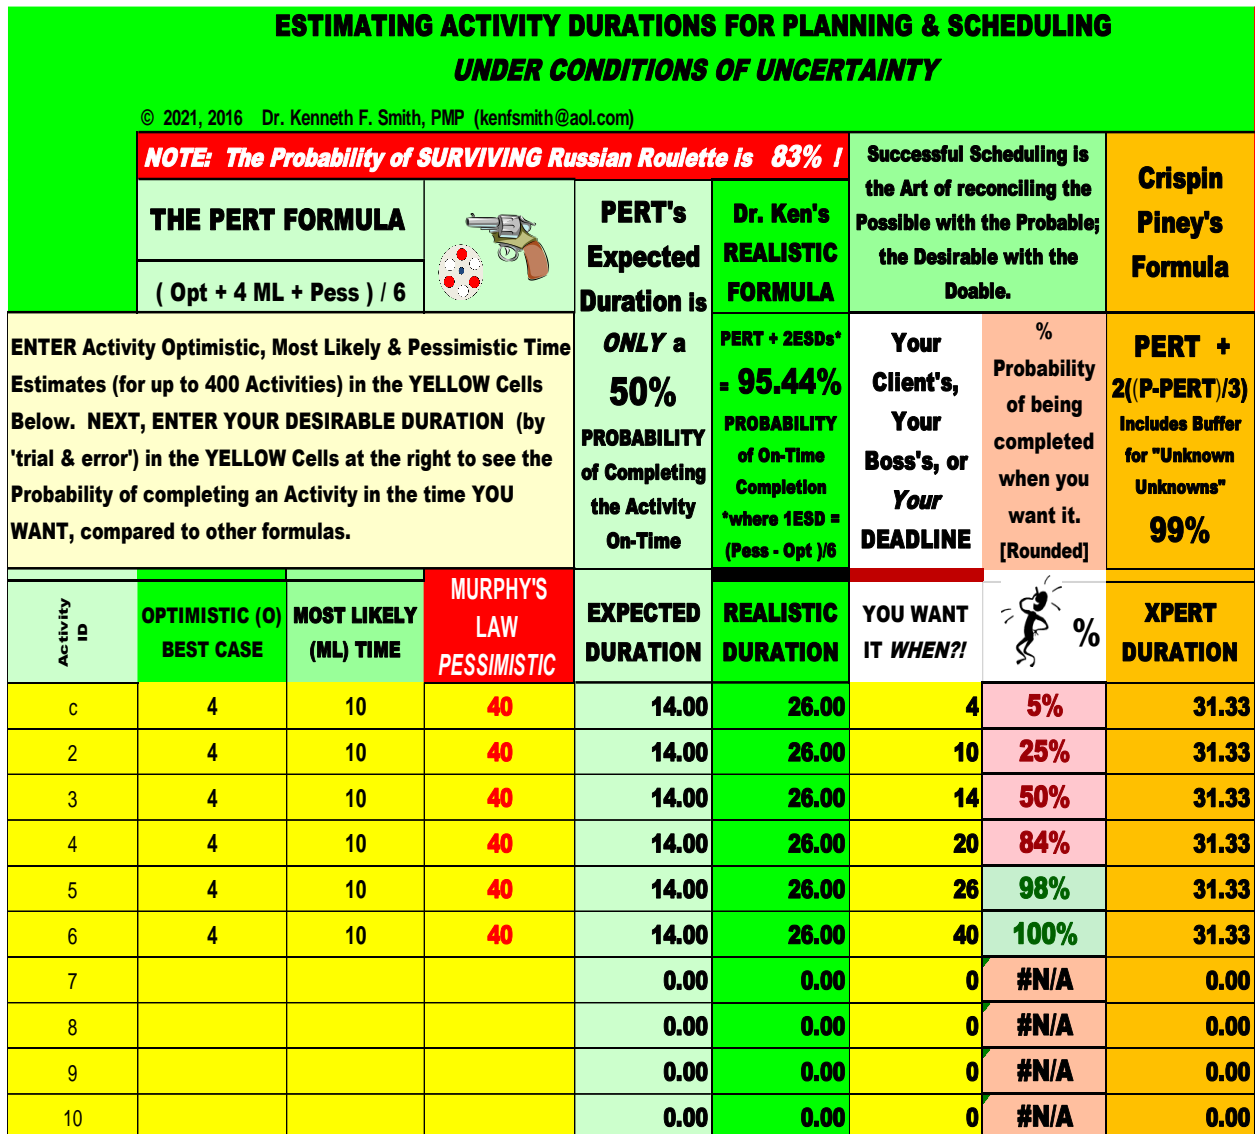 ESTIMATING ACTIVITY DURATIONS FOR PLANNING & SCHEDULING
UNDER CONDITIONS OF UNCERTAINTY
© 2021, 2016 Dr. Kenneth F. Smith, PMP (kenfsmith@aol.com)
NOTE: The Probability of SURVIVING Russian Roulette is 83% !
THE PERT FORMULA
( Opt + 4 ML + Pess ) / 6
PERT's
Expected
Duration is
ONLY a
50%
PROBABILITY
of Completing
the Activity
On-Time
Dr. Ken's
REALISTIC
FORMULA
PERT + 2ESDs*
= 95.44%
PROBABILITY
of On-Time
Completion
*where 1ESD =
(Pess - Opt )/6
Successful Scheduling is
the Art of reconciling the
Possible with the Probable;
the Desirable with the
Doable.
Crispin
Piney's
Formula
ENTER Activity Optimistic, Most Likely & Pessimistic Time
Estimates (for up to 400 Activities) in the YELLOW Cells
Below. NEXT, ENTER YOUR DESIRABLE DURATION (by
'trial & error') in the YELLOW Cells at the right to see the
Probability of completing an Activity in the time YOU
WANT, compared to other formulas.
Your
Client's,
Your
Boss's, or
Your
DEADLINE
%
Probability
of being
completed
when you
want it.
[Rounded]
PERT +
2((P-PERT)/3)
Includes Buffer
for "Unknown
Unknowns"
99%
Activity
ID
OPTIMISTIC (O)
BEST CASE
MOST LIKELY
(ML) TIME
MURPHY'S
LAW
PESSIMISTIC
EXPECTED
DURATION
REALISTIC
DURATION
YOU WANT
IT WHEN?!
%
XPERT
DURATION
c 4 10 40 14.00 26.00 4 5% 31.33
2 4 10 40 14.00 26.00 10 25% 31.33
3 4 10 40 14.00 26.00 14 50% 31.33
4 4 10 40 14.00 26.00 20 84% 31.33
5 4 10 40 14.00 26.00 26 98% 31.33
6 4 10 40 14.00 26.00 40 100% 31.33
7 0.00 0.00 0 #N/A 0.00
8 0.00 0.00 0 #N/A 0.00
9 0.00 0.00 0 #N/A 0.00
10 0.00 0.00 0 #N/A 0.00